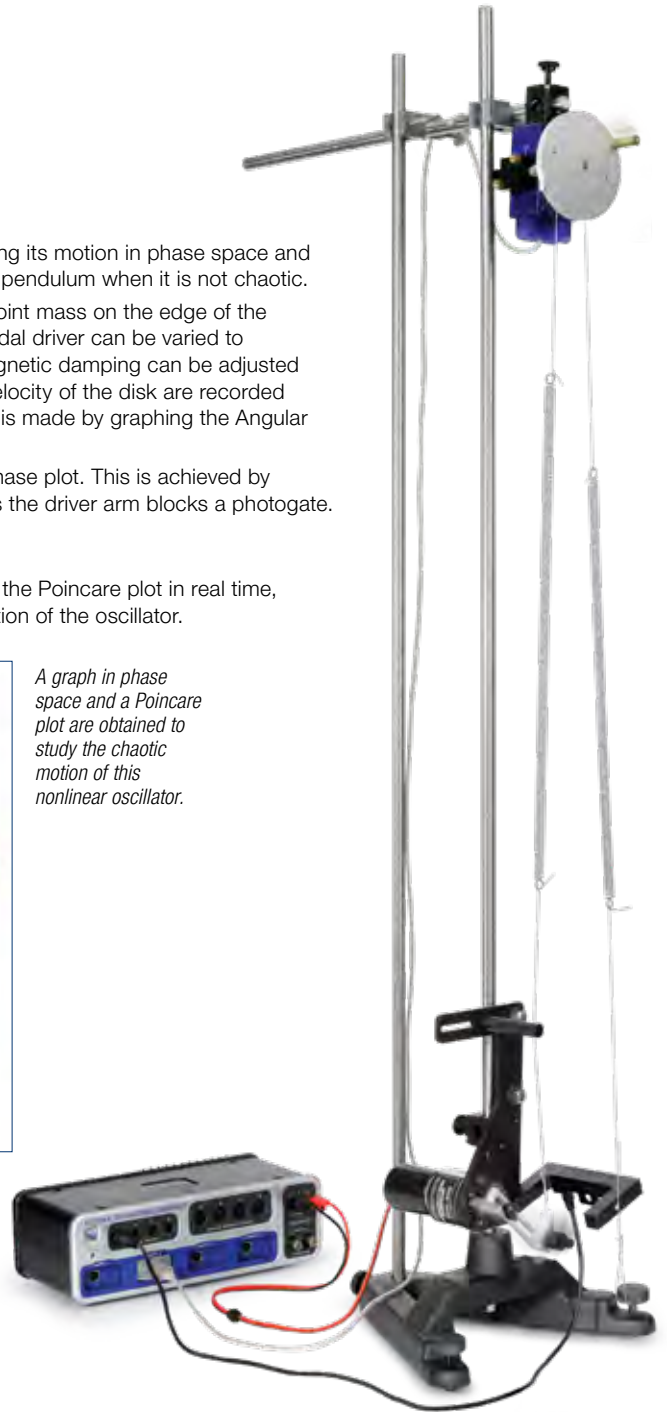 ng its motion in phase space and
pendulum when it is not chaotic.
oint mass on the edge of the
dal driver can be varied to
gnetic damping can be adjusted
elocity of the disk are recorded
is made by graphing the Angular
hase plot. This is achieved by
s the driver arm blocks a photogate.
the Poincare plot in real time,
tion of the oscillator.
A graph in phase
space and a Poincare
plot are obtained to
study the chaotic
motion of this
nonlinear oscillator.